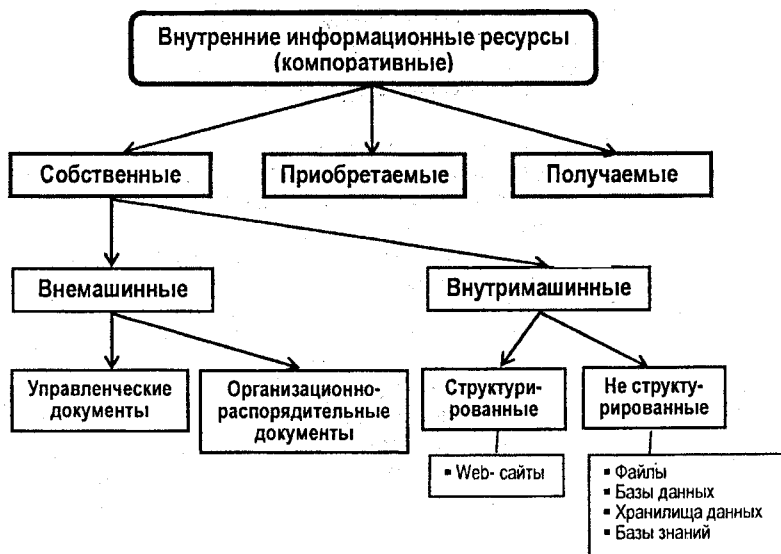 Внутренние информационные ресурсы
(компоративные)
Собственные
Приобретаемые
Получаемые
Внемашинные
Внутримашинные
Управленческие
документы
Организационно-
распорядительные
документы
Структури-
рованные
Не структу-
рированные
▪ Web- сайты
▪ Файлы
▪ Базы данных
▪ Хранилища данных
▪ Базы знаний